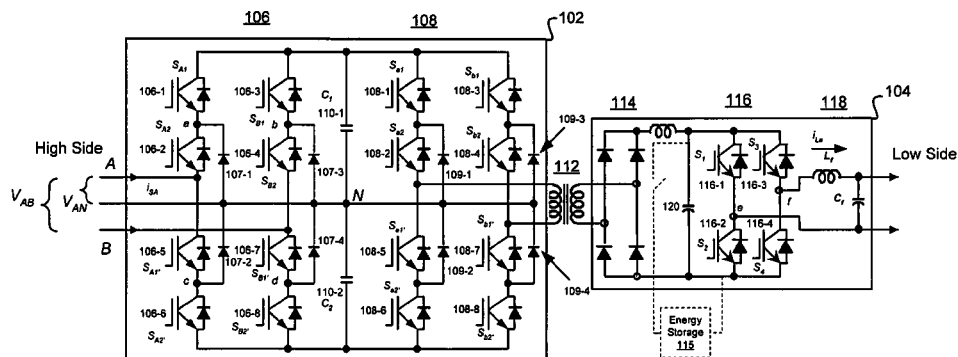 106
108
102
S_A1
106-1
106-3
S_a1
108-1
S_b1
108-3
C_1
110-1
S_A2
a
S_B1
b
S_a2
S_b2
109-3
114
116
118
104
High Side
106-2
106-4
107-1
107-3
S_B2
108-2
108-4
109-1
112
S_1
S_3
i_La
L_f
Low Side
A
i_SA
116-1
116-3
V_AB
V_AN
N
120
e
f
C_f
B
106-5
107-2
106-7
107-4
S_a1'
108-5
S_b1'
108-7
109-2
116-2
116-4
S_A1'
S_B1'
S_2
S_4
c
d
110-2
C_2
S_a2'
109-4
106-6
106-8
108-6
108-8
S_A2'
S_B2'
S_b2'
Energy
Storage
115